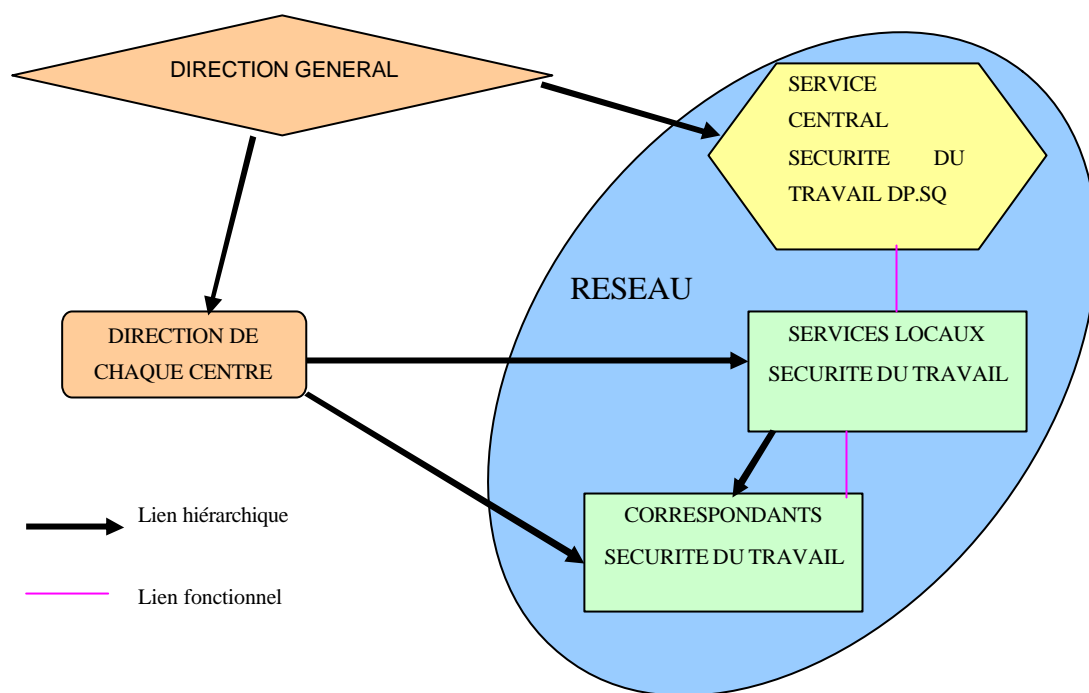 DIRECTION GENERAL
SERVICE
CENTRAL
SECURITE DU
TRAVAIL DP.SQ
RESEAU
DIRECTION DE
CHAQUE CENTRE
SERVICES LOCAUX
SECURITE DU TRAVAIL
Lien hiérarchique
CORRESPONDANTS
SECURITE DU TRAVAIL
Lien fonctionnel